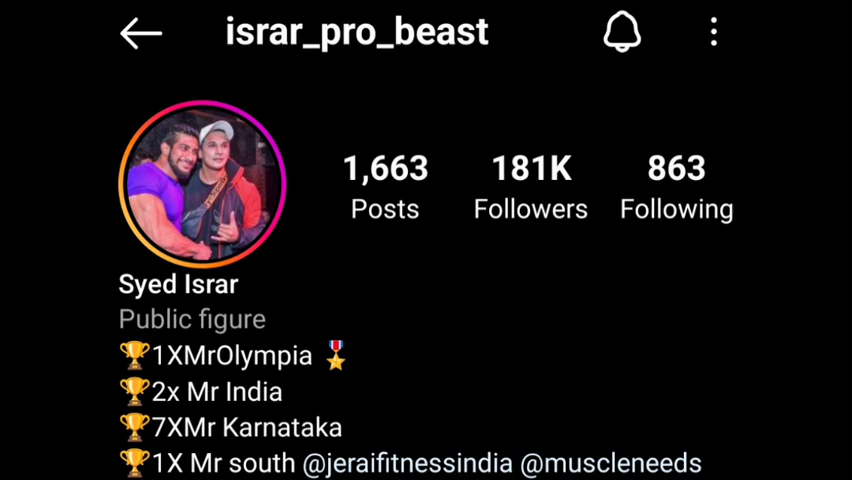 israr_pro_beast
1,663 181K 863
Posts Followers Following
Syed Israr
Public figure
🏆1XMrOlympia 🎖️
🏆2x Mr India
🏆7XMr Karnataka
🏆1X Mr south @jeraifitnessindia @muscleneeds